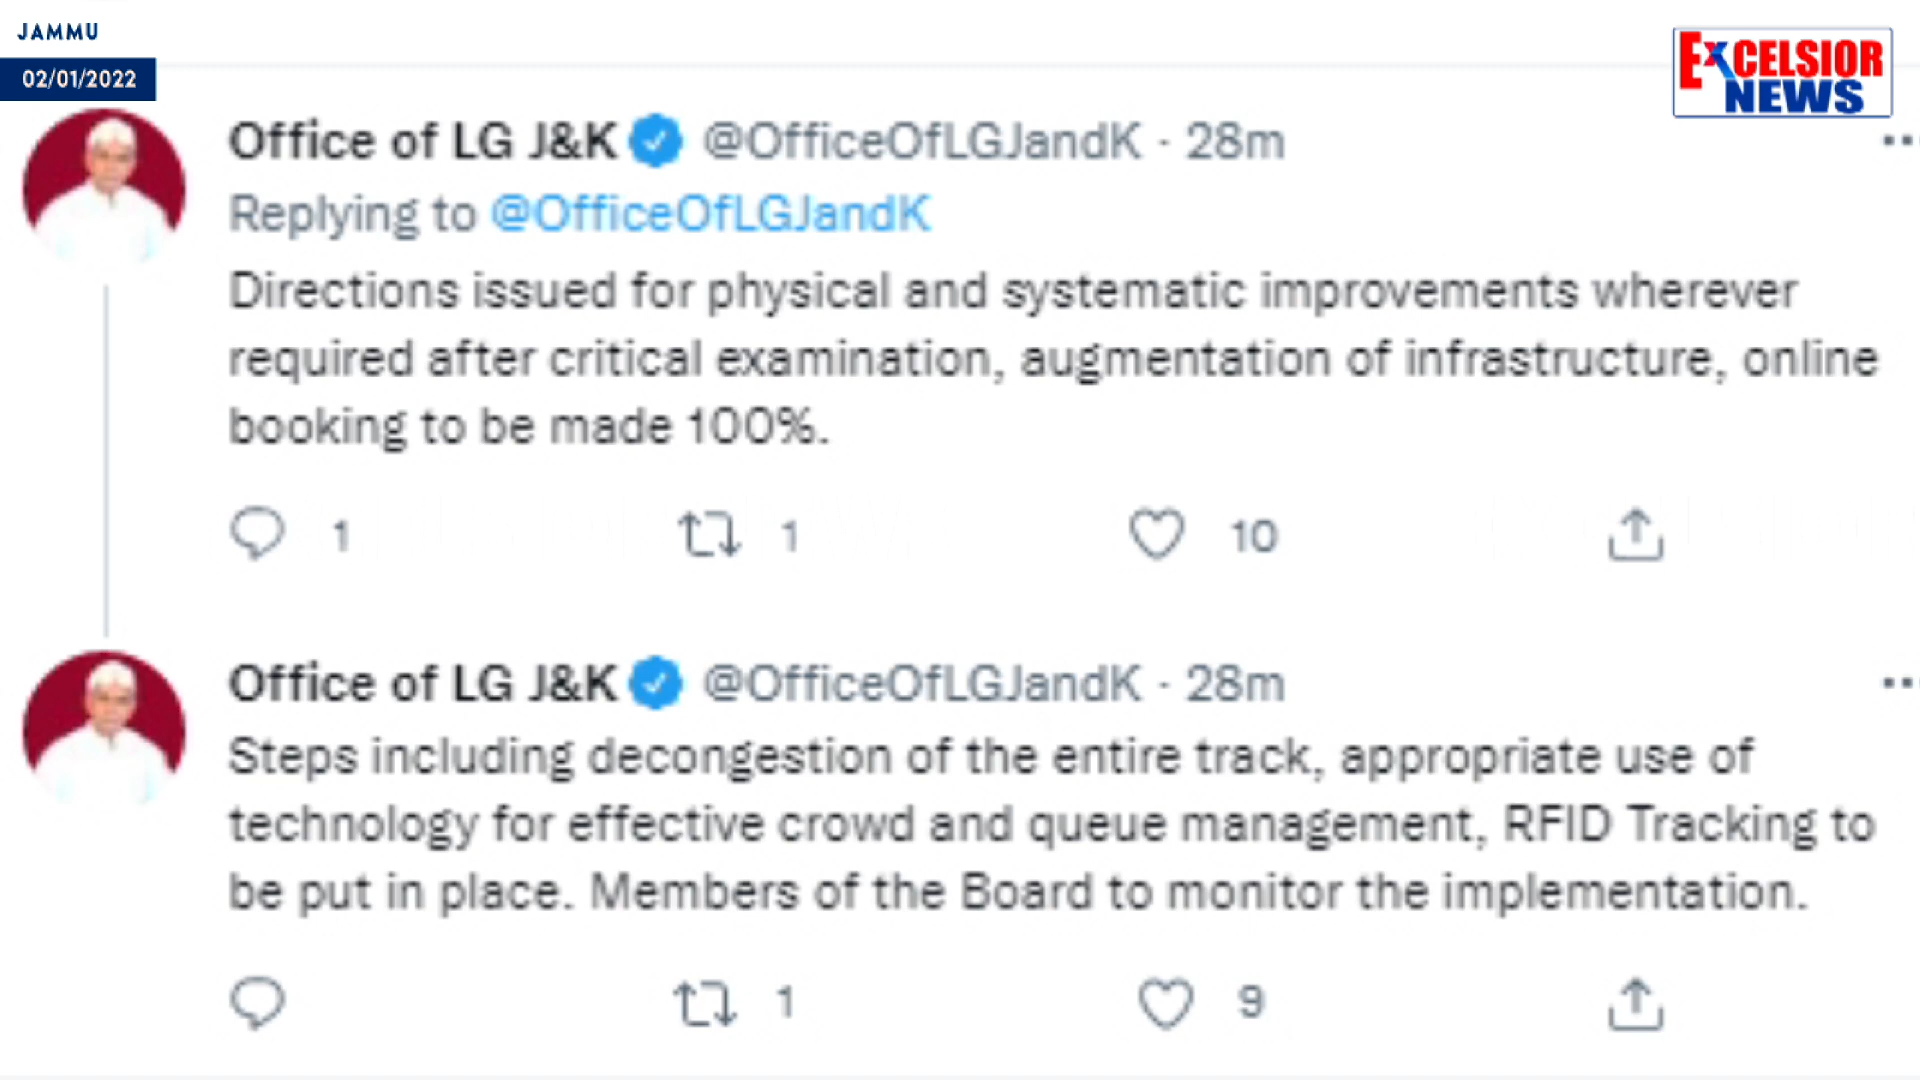 JAMMU
02/01/2022
EXCELSIOR
NEWS
Office of LG J&K @OfficeOfLGJandK · 28m
Replying to @OfficeOfLGJandK
Directions issued for physical and systematic improvements wherever
required after critical examination, augmentation of infrastructure, online
booking to be made 100%.
1 1 10
Office of LG J&K @OfficeOfLGJandK · 28m
Steps including decongestion of the entire track, appropriate use of
technology for effective crowd and queue management, RFID Tracking to
be put in place. Members of the Board to monitor the implementation.
1 9